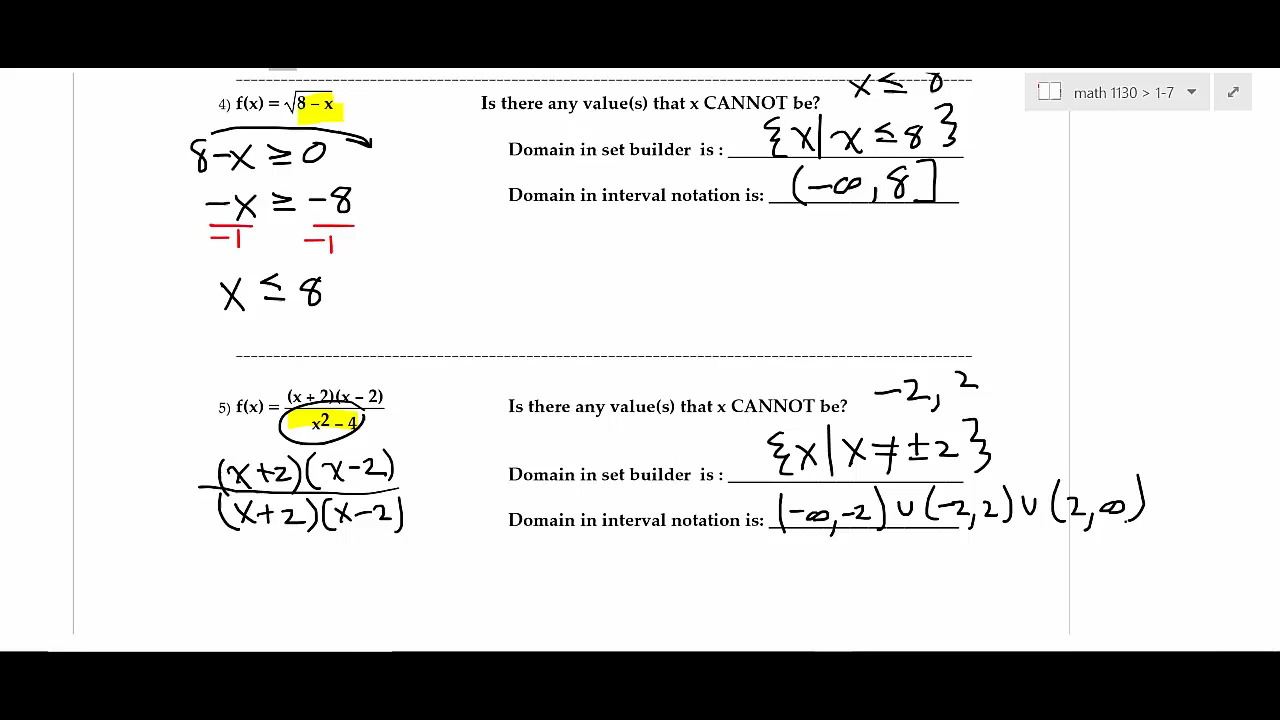 x ≤ 8
4) f(x) = √8 – x
Is there any value(s) that x CANNOT be?
math 1130 > 1-7
8-x ≥ 0
Domain in set builder is : {x|x ≤ 8}
-x ≥ -8
Domain in interval notation is: (-∞, 8]
-1 -1
x ≤ 8
5) f(x) = (x + 2)(x – 2) / x² – 4
Is there any value(s) that x CANNOT be? -2, 2
(x+2)(x-2)
(x+2)(x-2)
Domain in set builder is : {x|x ≠ ±2}
Domain in interval notation is: (-∞,-2) ∪ (-2,2) ∪ (2,∞)